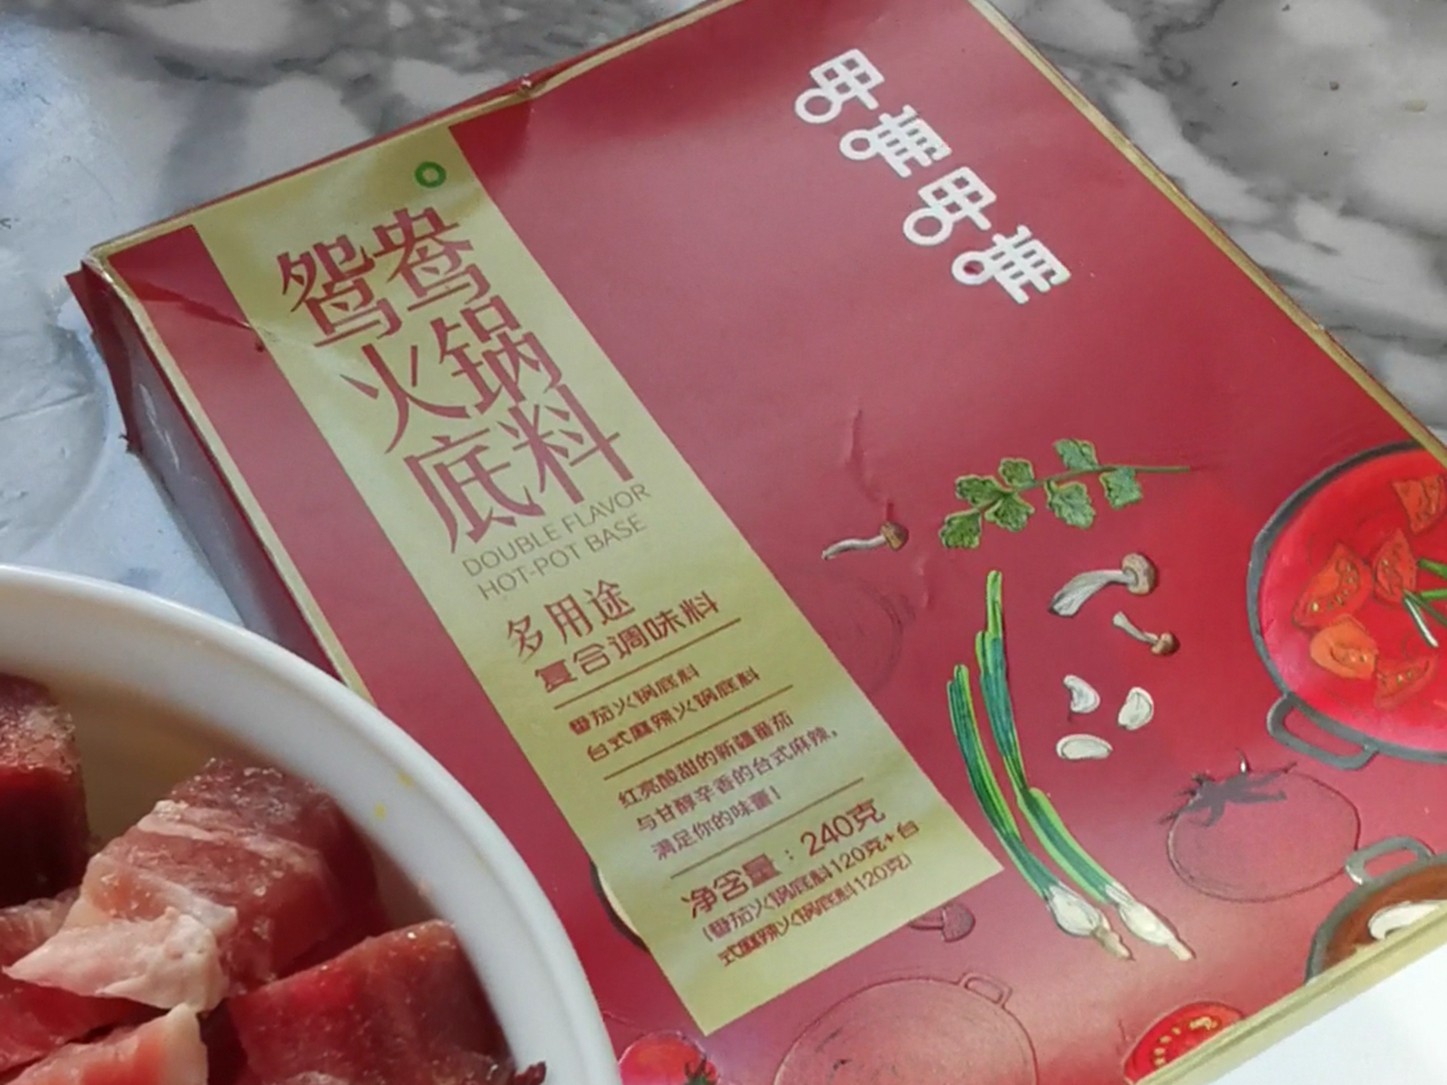 呷哺呷哺
鸳鸯
火锅
底料
DOUBLE FLAVOR
HOT-POT BASE
多用途
复合调味料
番茄火锅底料
台式麻辣火锅底料
红亮酸甜的新疆番茄
与甘醇辛香的台式麻辣,
满足你的味蕾!
净含量：240克
(番茄火锅底料120克+台
式麻辣火锅底料120克)